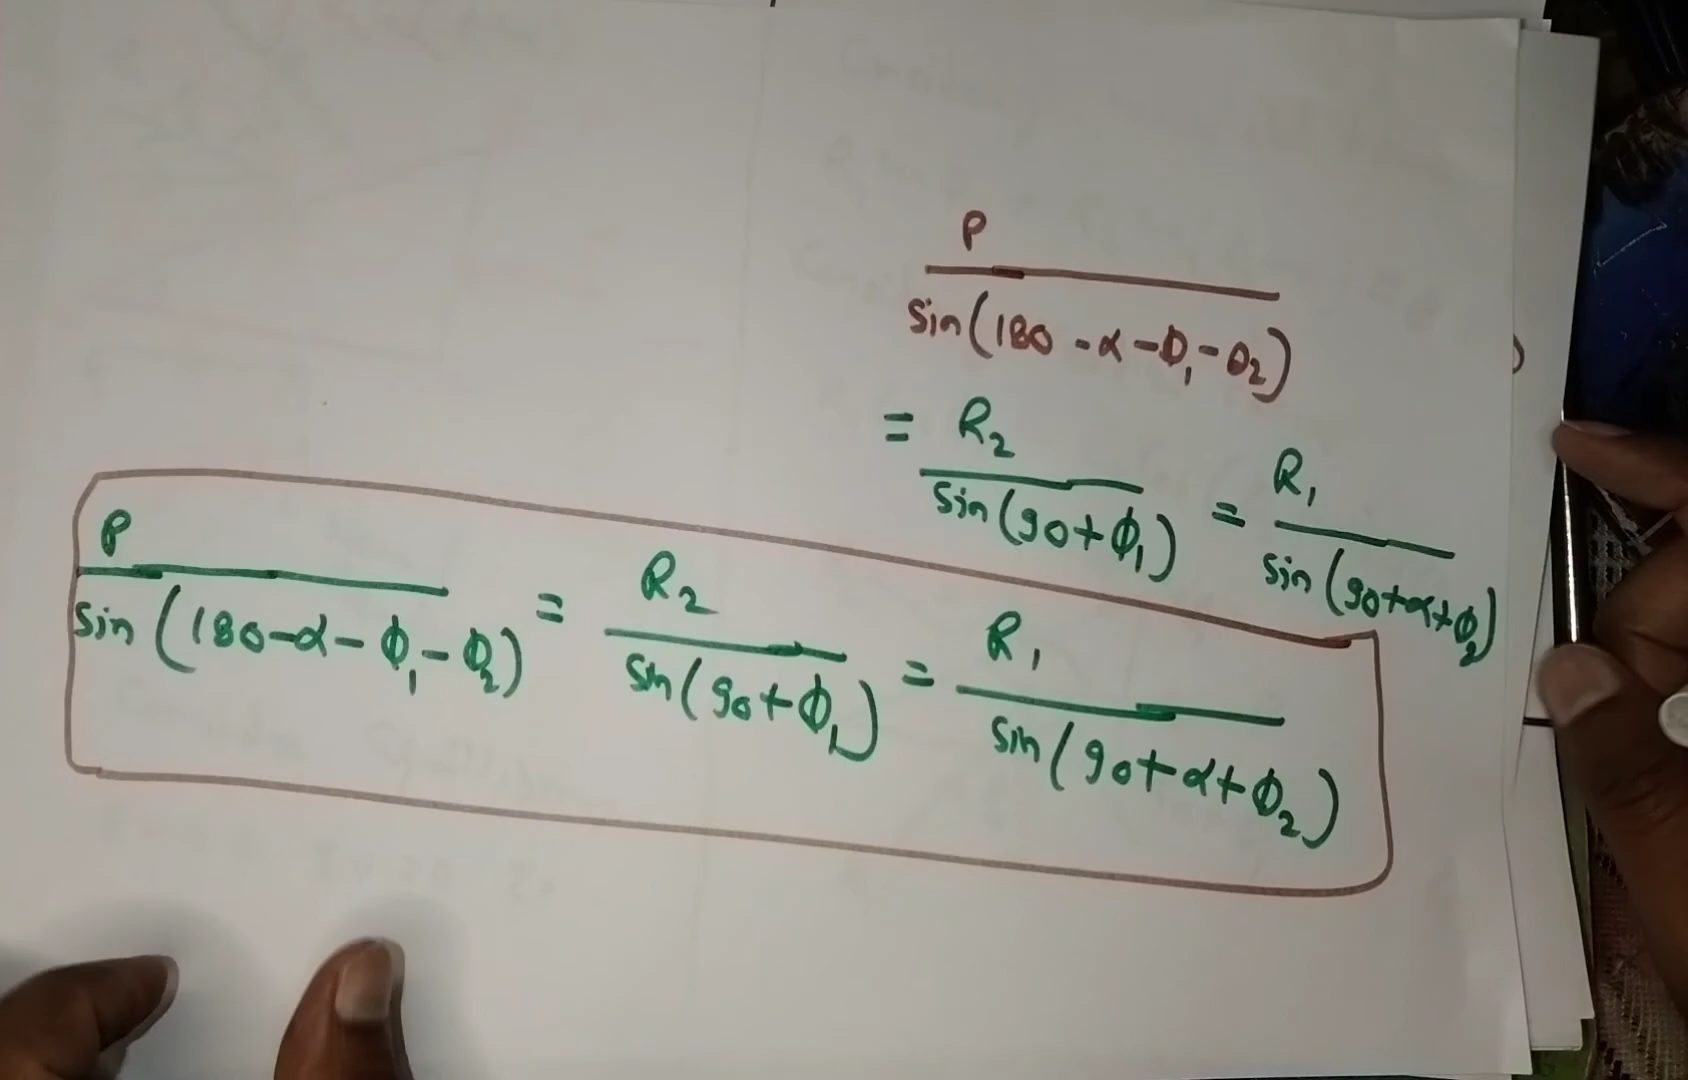 P
sin(180 - α - Φ₁ - Φ₂)
= R₂ / sin(90 + Φ₁) = R₁ / sin(90 + α + Φ₂)
P / sin(180 - α - Φ₁ - Φ₂) = R₂ / sin(90 + Φ₁) = R₁ / sin(90 + α + Φ₂)